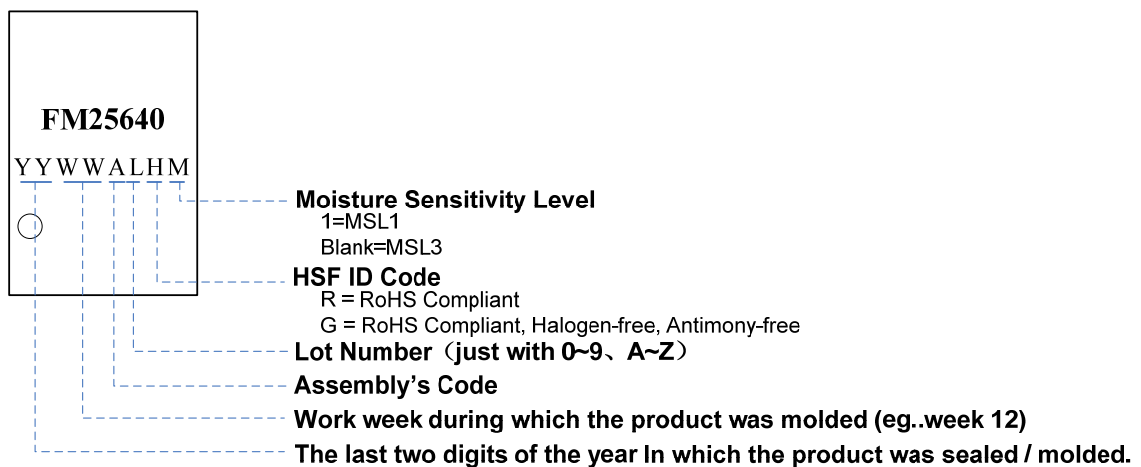 FM25640
YYWWALHM
Moisture Sensitivity Level
1=MSL1
Blank=MSL3
HSF ID Code
R = RoHS Compliant
G = RoHS Compliant, Halogen-free, Antimony-free
Lot Number（just with 0~9、A~Z）
Assembly's Code
Work week during which the product was molded (eg..week 12)
The last two digits of the year In which the product was sealed / molded.